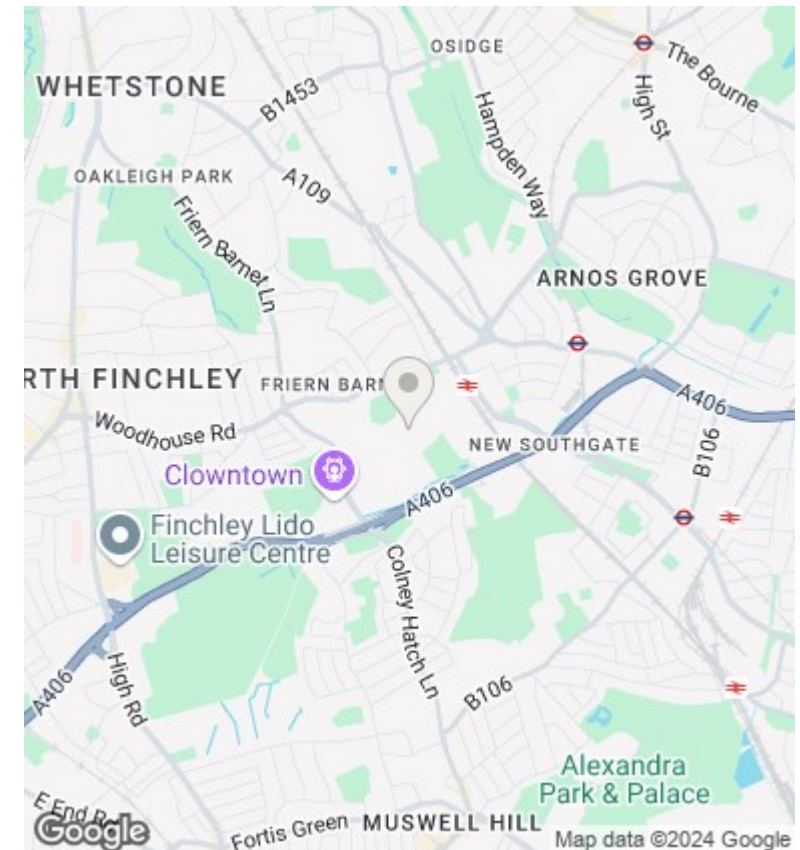 OSIDGE
WHETSTONE
The Bourne
B1453
High St
Hampden Way
OAKLEIGH PARK
A109
Friern Barnet Ln
ARNOS GROVE
RTH FINCHLEY
FRIERN BARN
A406
Woodhouse Rd
NEW SOUTHGATE
B106
Clowntown
A406
Finchley Lido
Leisure Centre
Colney Hatch Ln
High Rd
A406
B106
Alexandra
Park & Palace
E End Rd
Fortis Green
MUSWELL HILL
Google
Map data ©2024 Google